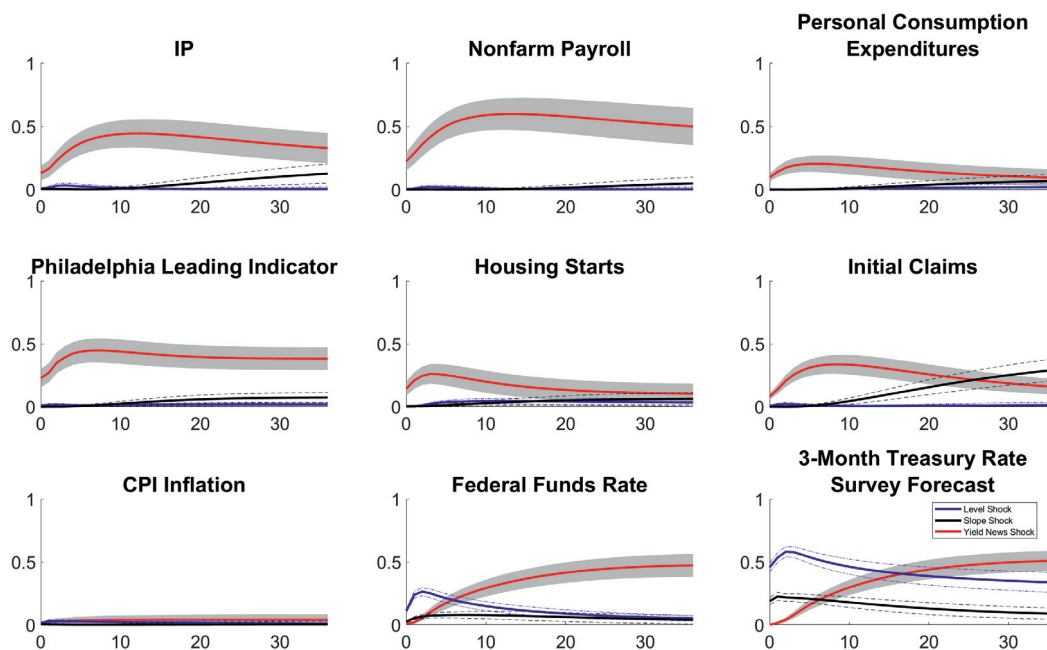 IP
Nonfarm Payroll
Personal Consumption
Expenditures
1
0.5
0
0 10 20 30
1
0.5
0
0 10 20 30
1
0.5
0
0 10 20 30
Philadelphia Leading Indicator
Housing Starts
Initial Claims
1
0.5
0
0 10 20 30
1
0.5
0
0 10 20 30
1
0.5
0
0 10 20 30
CPI Inflation
Federal Funds Rate
3-Month Treasury Rate
Survey Forecast
1
0.5
0
0 10 20 30
1
0.5
0
0 10 20 30
1
0.5
0
0 10 20 30
Level Shock
Slope Shock
Yield News Shock